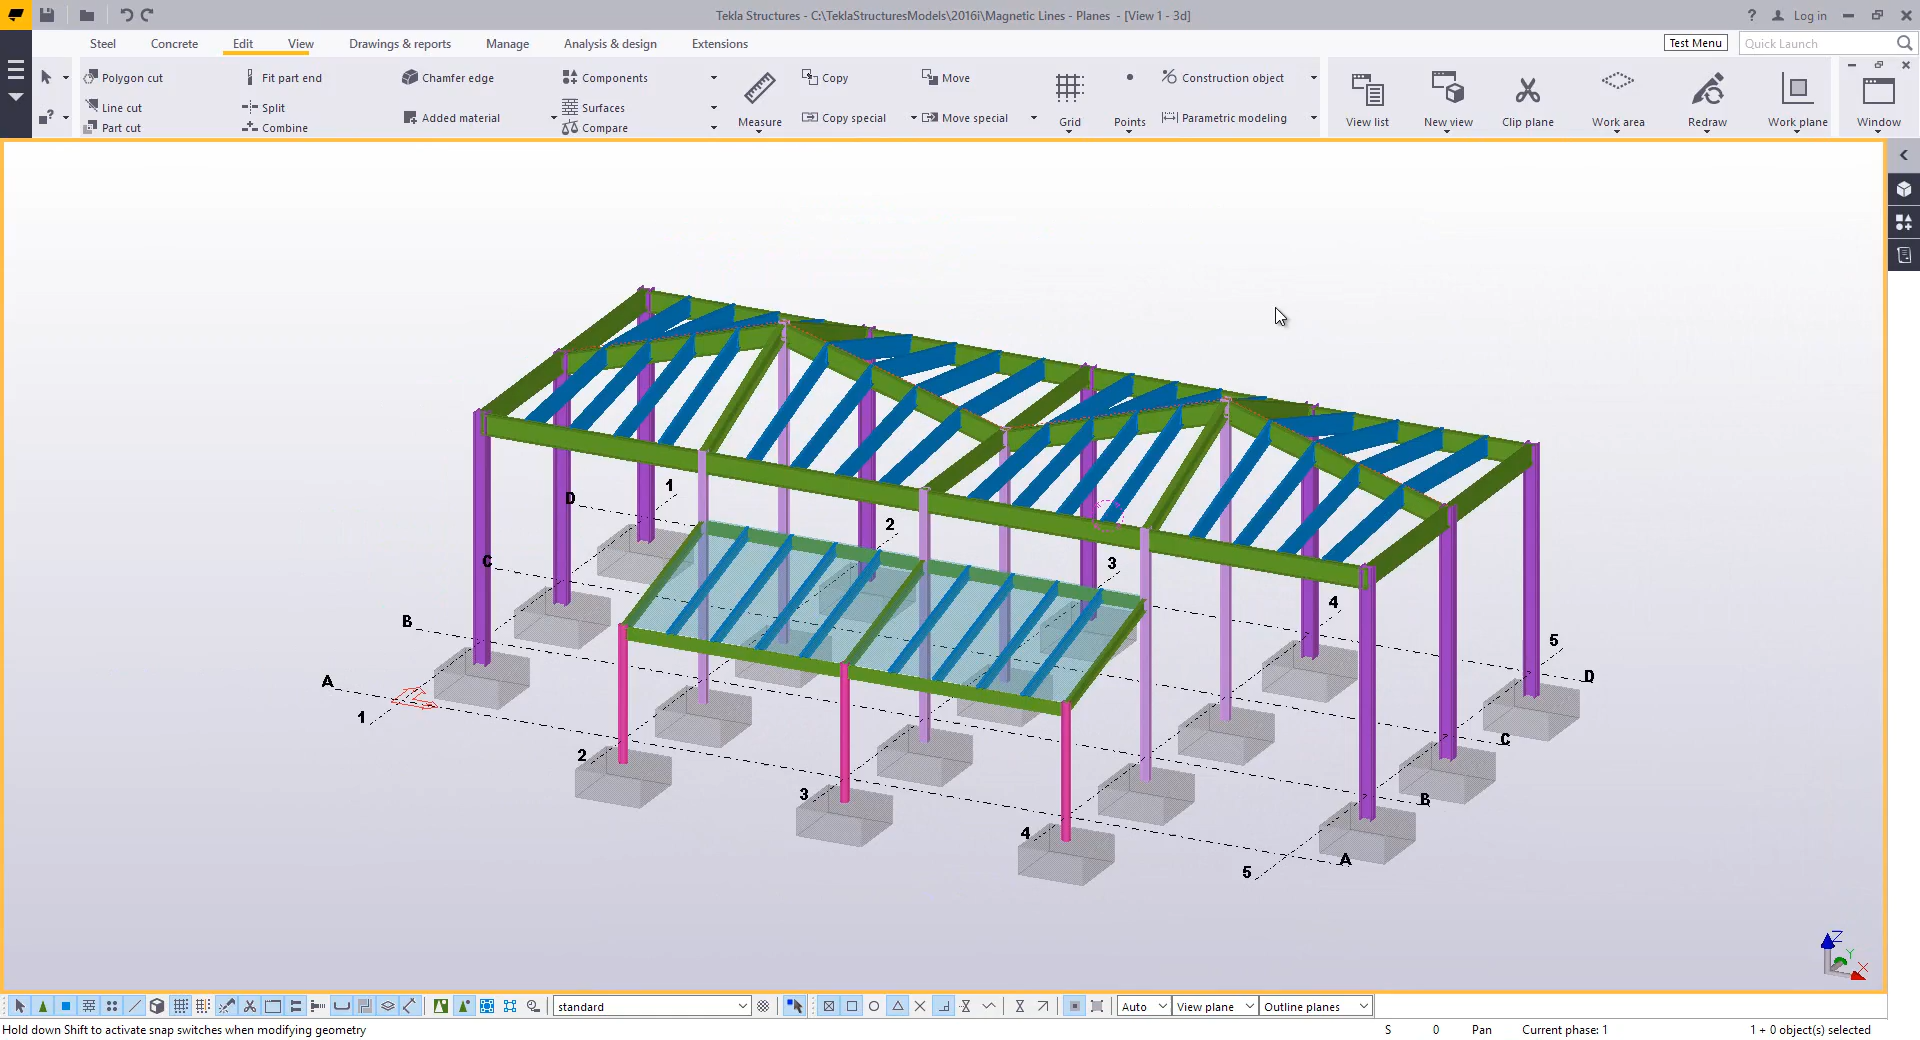 Tekla Structures - C:\TeklaStructuresModels\2016i\Magnetic Lines - Planes - [View 1 - 3d]
? Log in
Steel Concrete Edit View Drawings & reports Manage Analysis & design Extensions
Test Menu Quick Launch
Polygon cut Fit part end Chamfer edge Components Copy Move Construction object
Line cut Split Surfaces
Added material Copy special Move special Parametric modeling
Part cut Combine Compare
Measure Grid Points View list New view Clip plane Work area Redraw Work plane Window
D 1
2
C 3
4
B 5
A D
1 C
2
3 B
4 A
5
Z
Y
X
standard Auto View plane Outline planes
Hold down Shift to activate snap switches when modifying geometry S 0 Pan Current phase: 1 1 + 0 object(s) selected